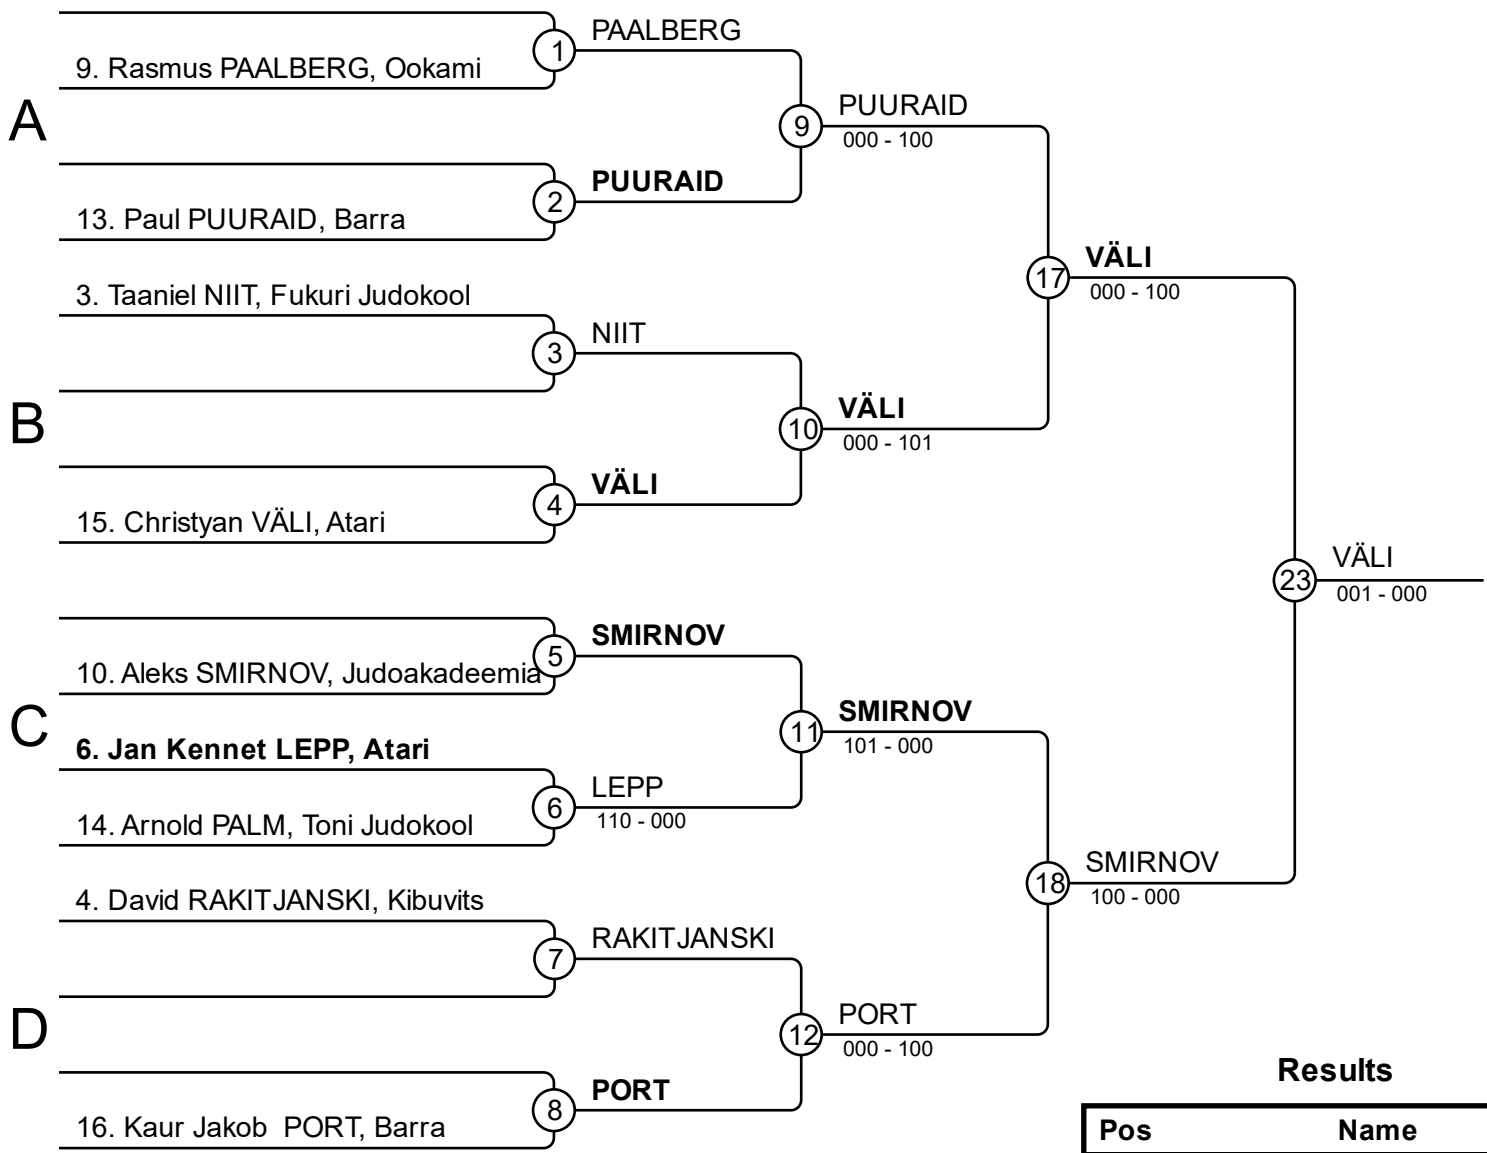 PAALBERG
1
9. Rasmus PAALBERG, Ookami
A
PUURAID
9
000 - 100
PUURAID
2
13. Paul PUURAID, Barra
VÄLI
17
000 - 100
3. Taaniel NIIT, Fukuri Judokool
NIIT
3
B
VÄLI
10
000 - 101
VÄLI
4
15. Christyan VÄLI, Atari
VÄLI
23
001 - 000
SMIRNOV
5
10. Aleks SMIRNOV, Judoakadeemia
C
SMIRNOV
11
101 - 000
6. Jan Kennet LEPP, Atari
LEPP
6
110 - 000
14. Arnold PALM, Toni Judokool
SMIRNOV
18
100 - 000
4. David RAKITJANSKI, Kibuvits
RAKITJANSKI
7
D
PORT
12
000 - 100
PORT
8
16. Kaur Jakob  PORT, Barra
Results
Pos Name